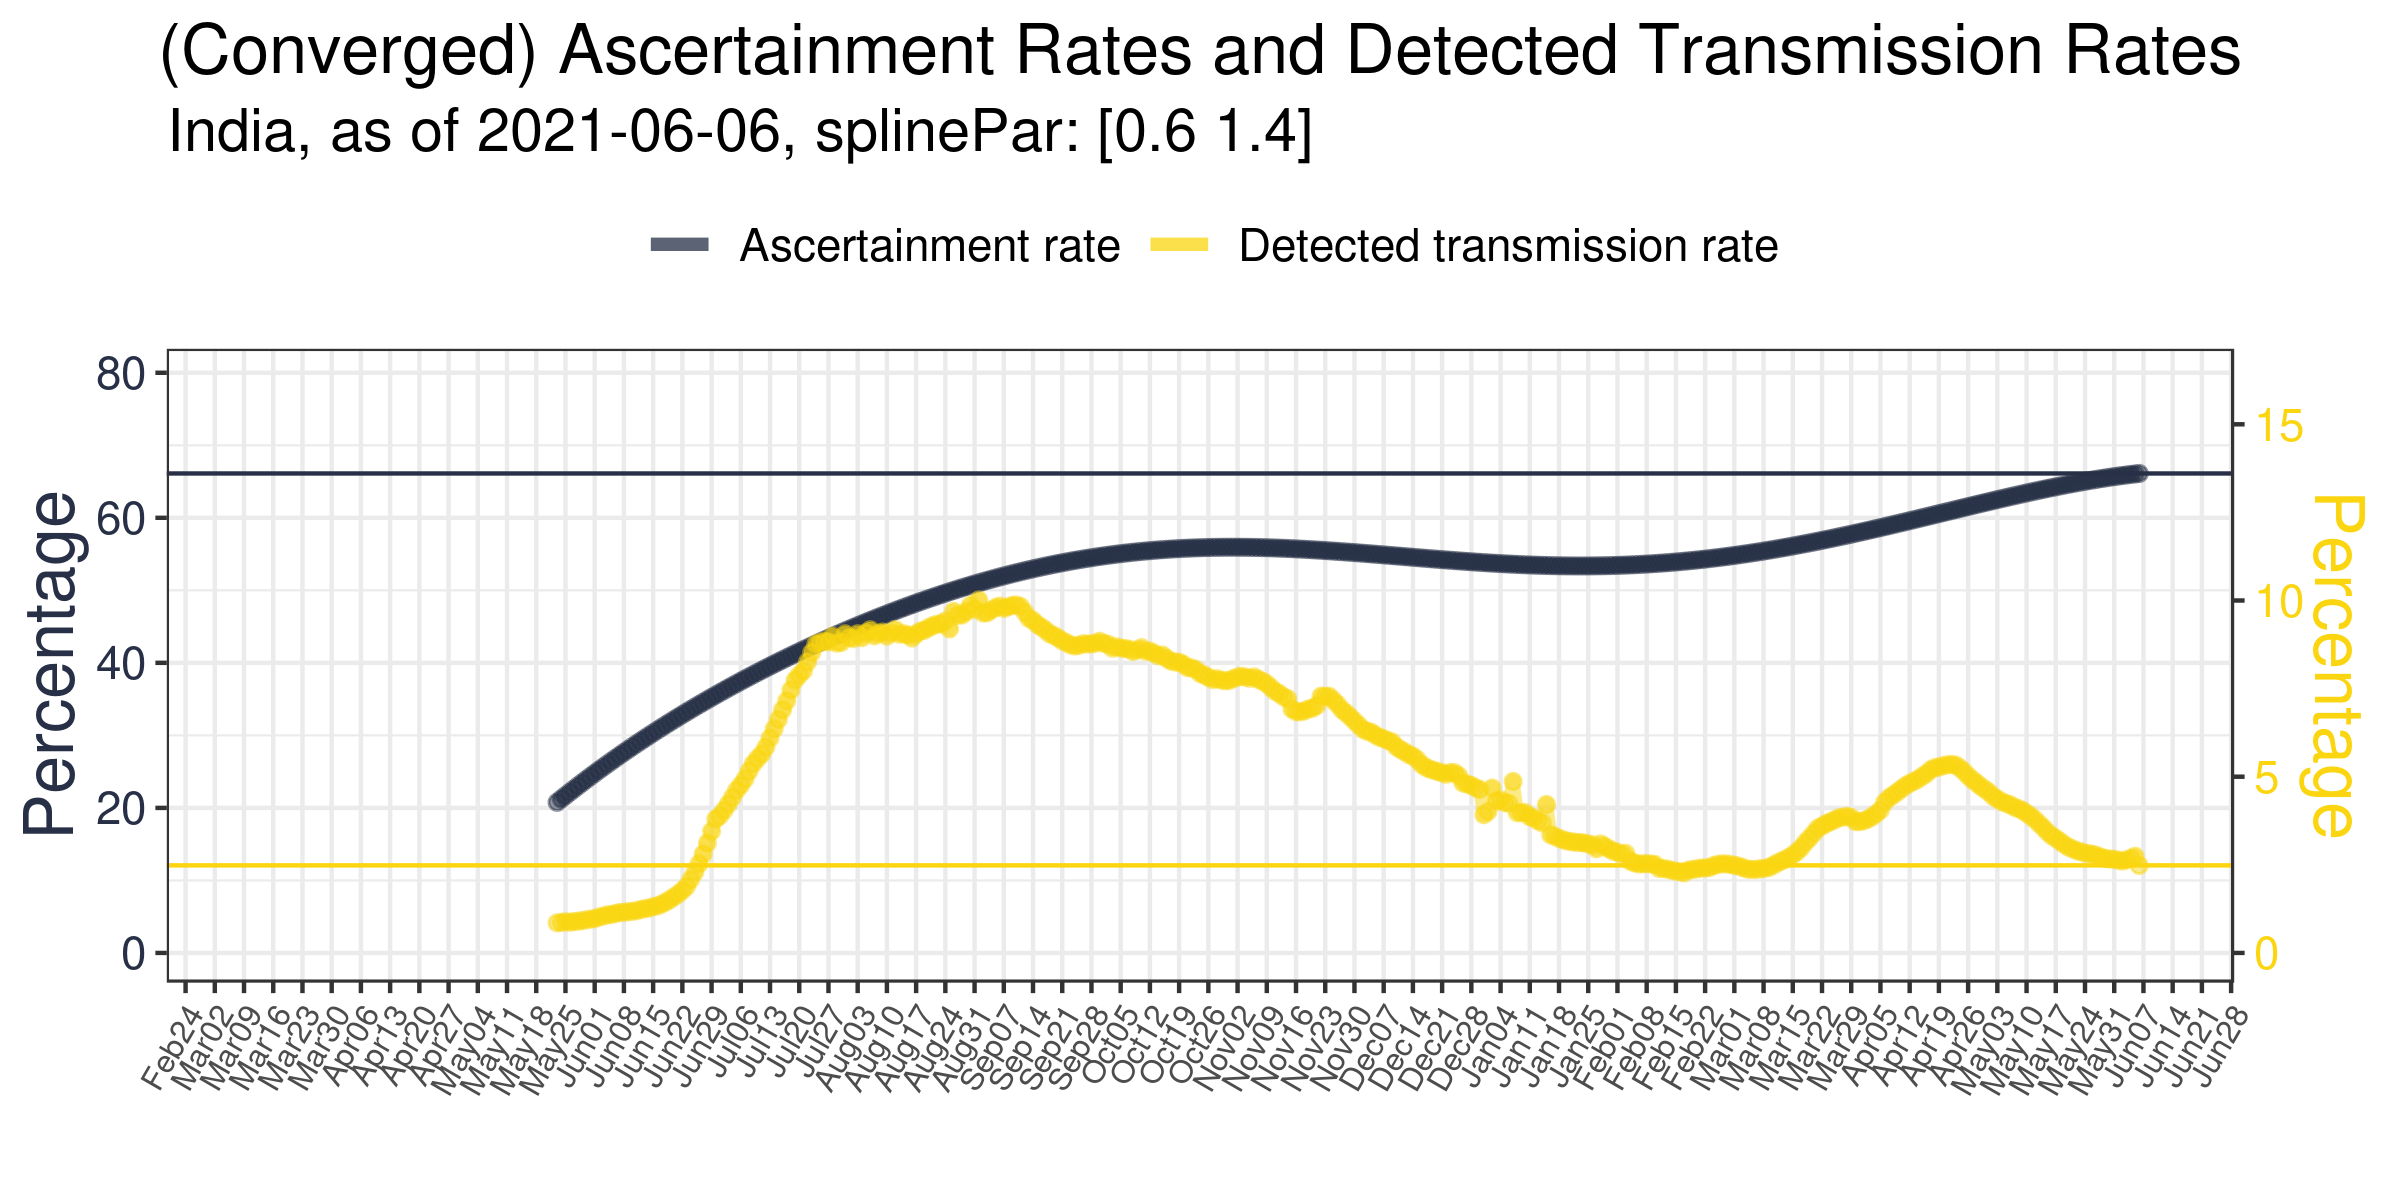 (Converged) Ascertainment Rates and Detected Transmission Rates
India, as of 2021-06-06, splinePar: [0.6 1.4]
Ascertainment rate
Detected transmission rate
Percentage
80
60
40
20
0
15
10
5
0
Percentage
Feb24
Mar02
Mar09
Mar16
Mar23
Mar30
Apr06
Apr13
Apr20
Apr27
May04
May11
May18
May25
Jun01
Jun08
Jun15
Jun22
Jun29
Jul06
Jul13
Jul20
Jul27
Aug03
Aug10
Aug17
Aug24
Aug31
Sep07
Sep14
Sep21
Sep28
Oct05
Oct12
Oct19
Oct26
Nov02
Nov09
Nov16
Nov23
Nov30
Dec07
Dec14
Dec21
Dec28
Jan04
Jan11
Jan18
Jan25
Feb01
Feb08
Feb15
Feb22
Mar01
Mar08
Mar15
Mar22
Mar29
Apr05
Apr12
Apr19
Apr26
May03
May10
May17
May24
May31
Jun07
Jun14
Jun21
Jun28